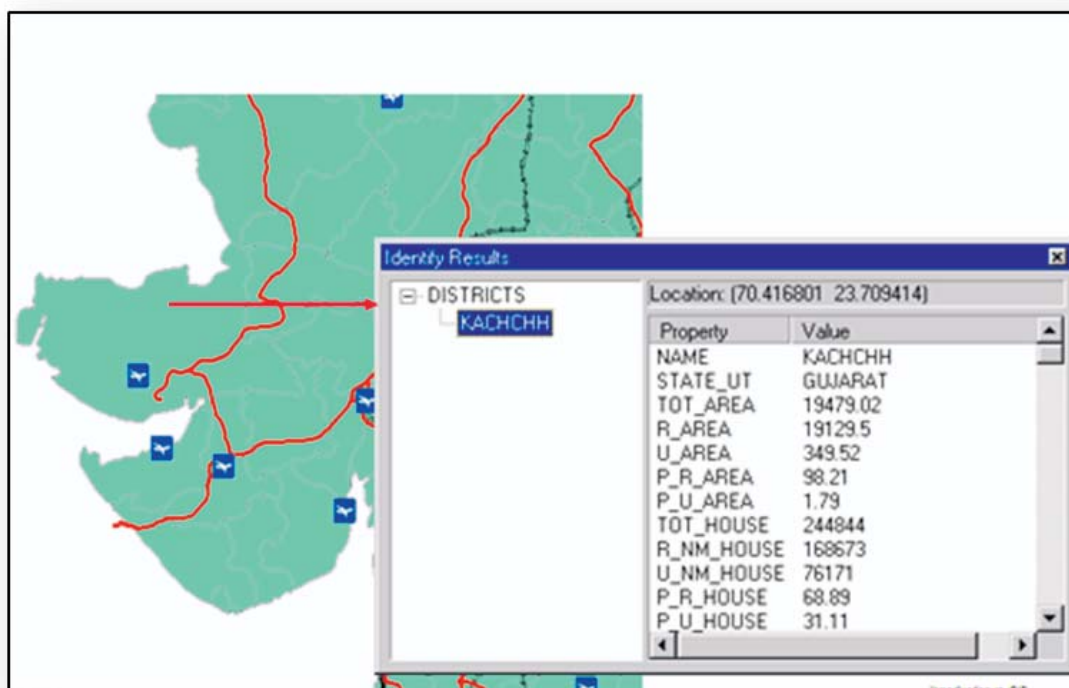 Identify Results
DISTRICTS
KACHCHH
Location: (70.416801 23.709414)
Property Value
NAME KACHCHH
STATE_UT GUJARAT
TOT_AREA 19479.02
R_AREA 19129.5
U_AREA 349.52
P_R_AREA 98.21
P_U_AREA 1.79
TOT_HOUSE 244844
R_NM_HOUSE 168673
U_NM_HOUSE 76171
P_R_HOUSE 68.89
P_U_HOUSE 31.11